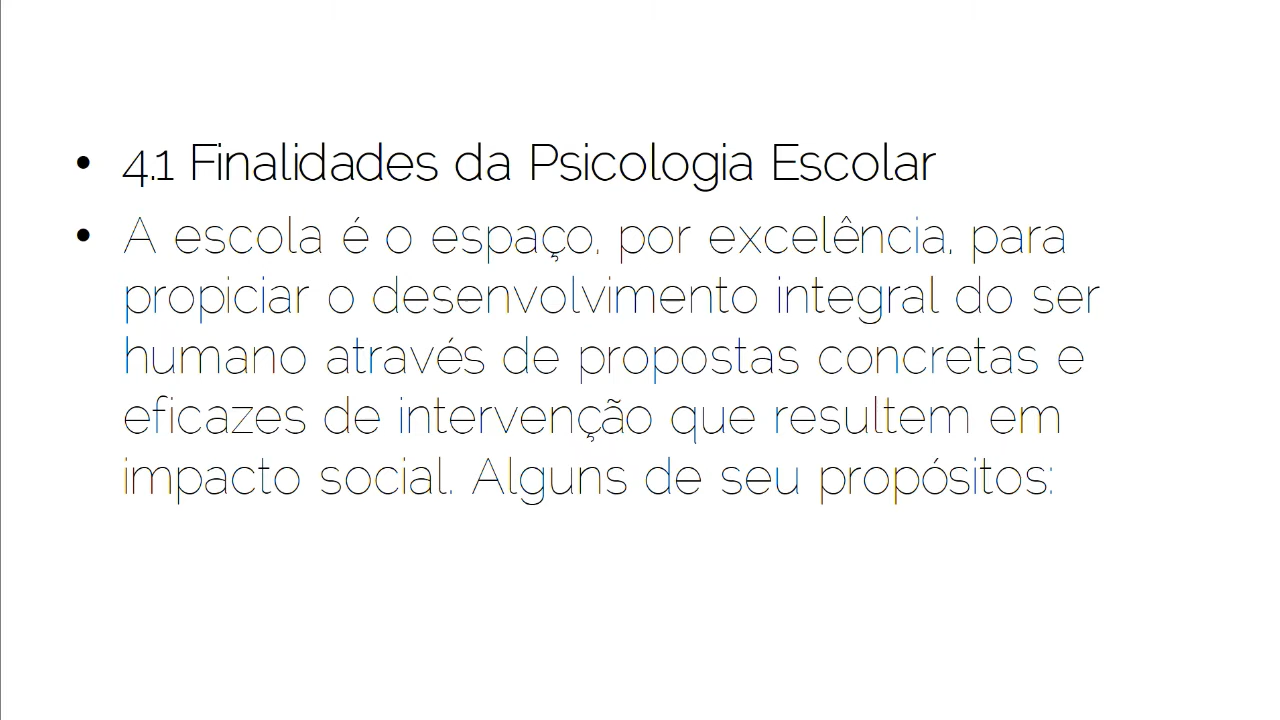 • 4.1 Finalidades da Psicologia Escolar
• A escola é o espaço, por excelência, para
propiciar o desenvolvimento integral do ser
humano através de propostas concretas e
eficazes de intervenção que resultem em
impacto social. Alguns de seu propósitos: